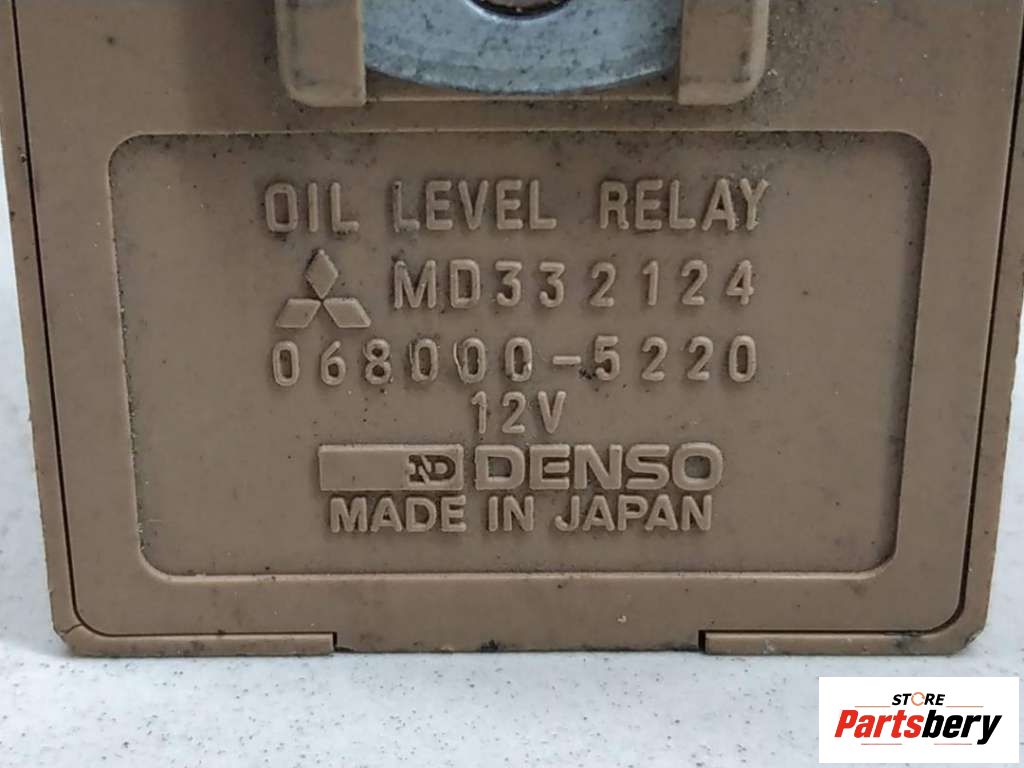 OIL LEVEL RELAY
MD332124
068000-5220
12V
ND DENSO
MADE IN JAPAN
STORE
Partsbery